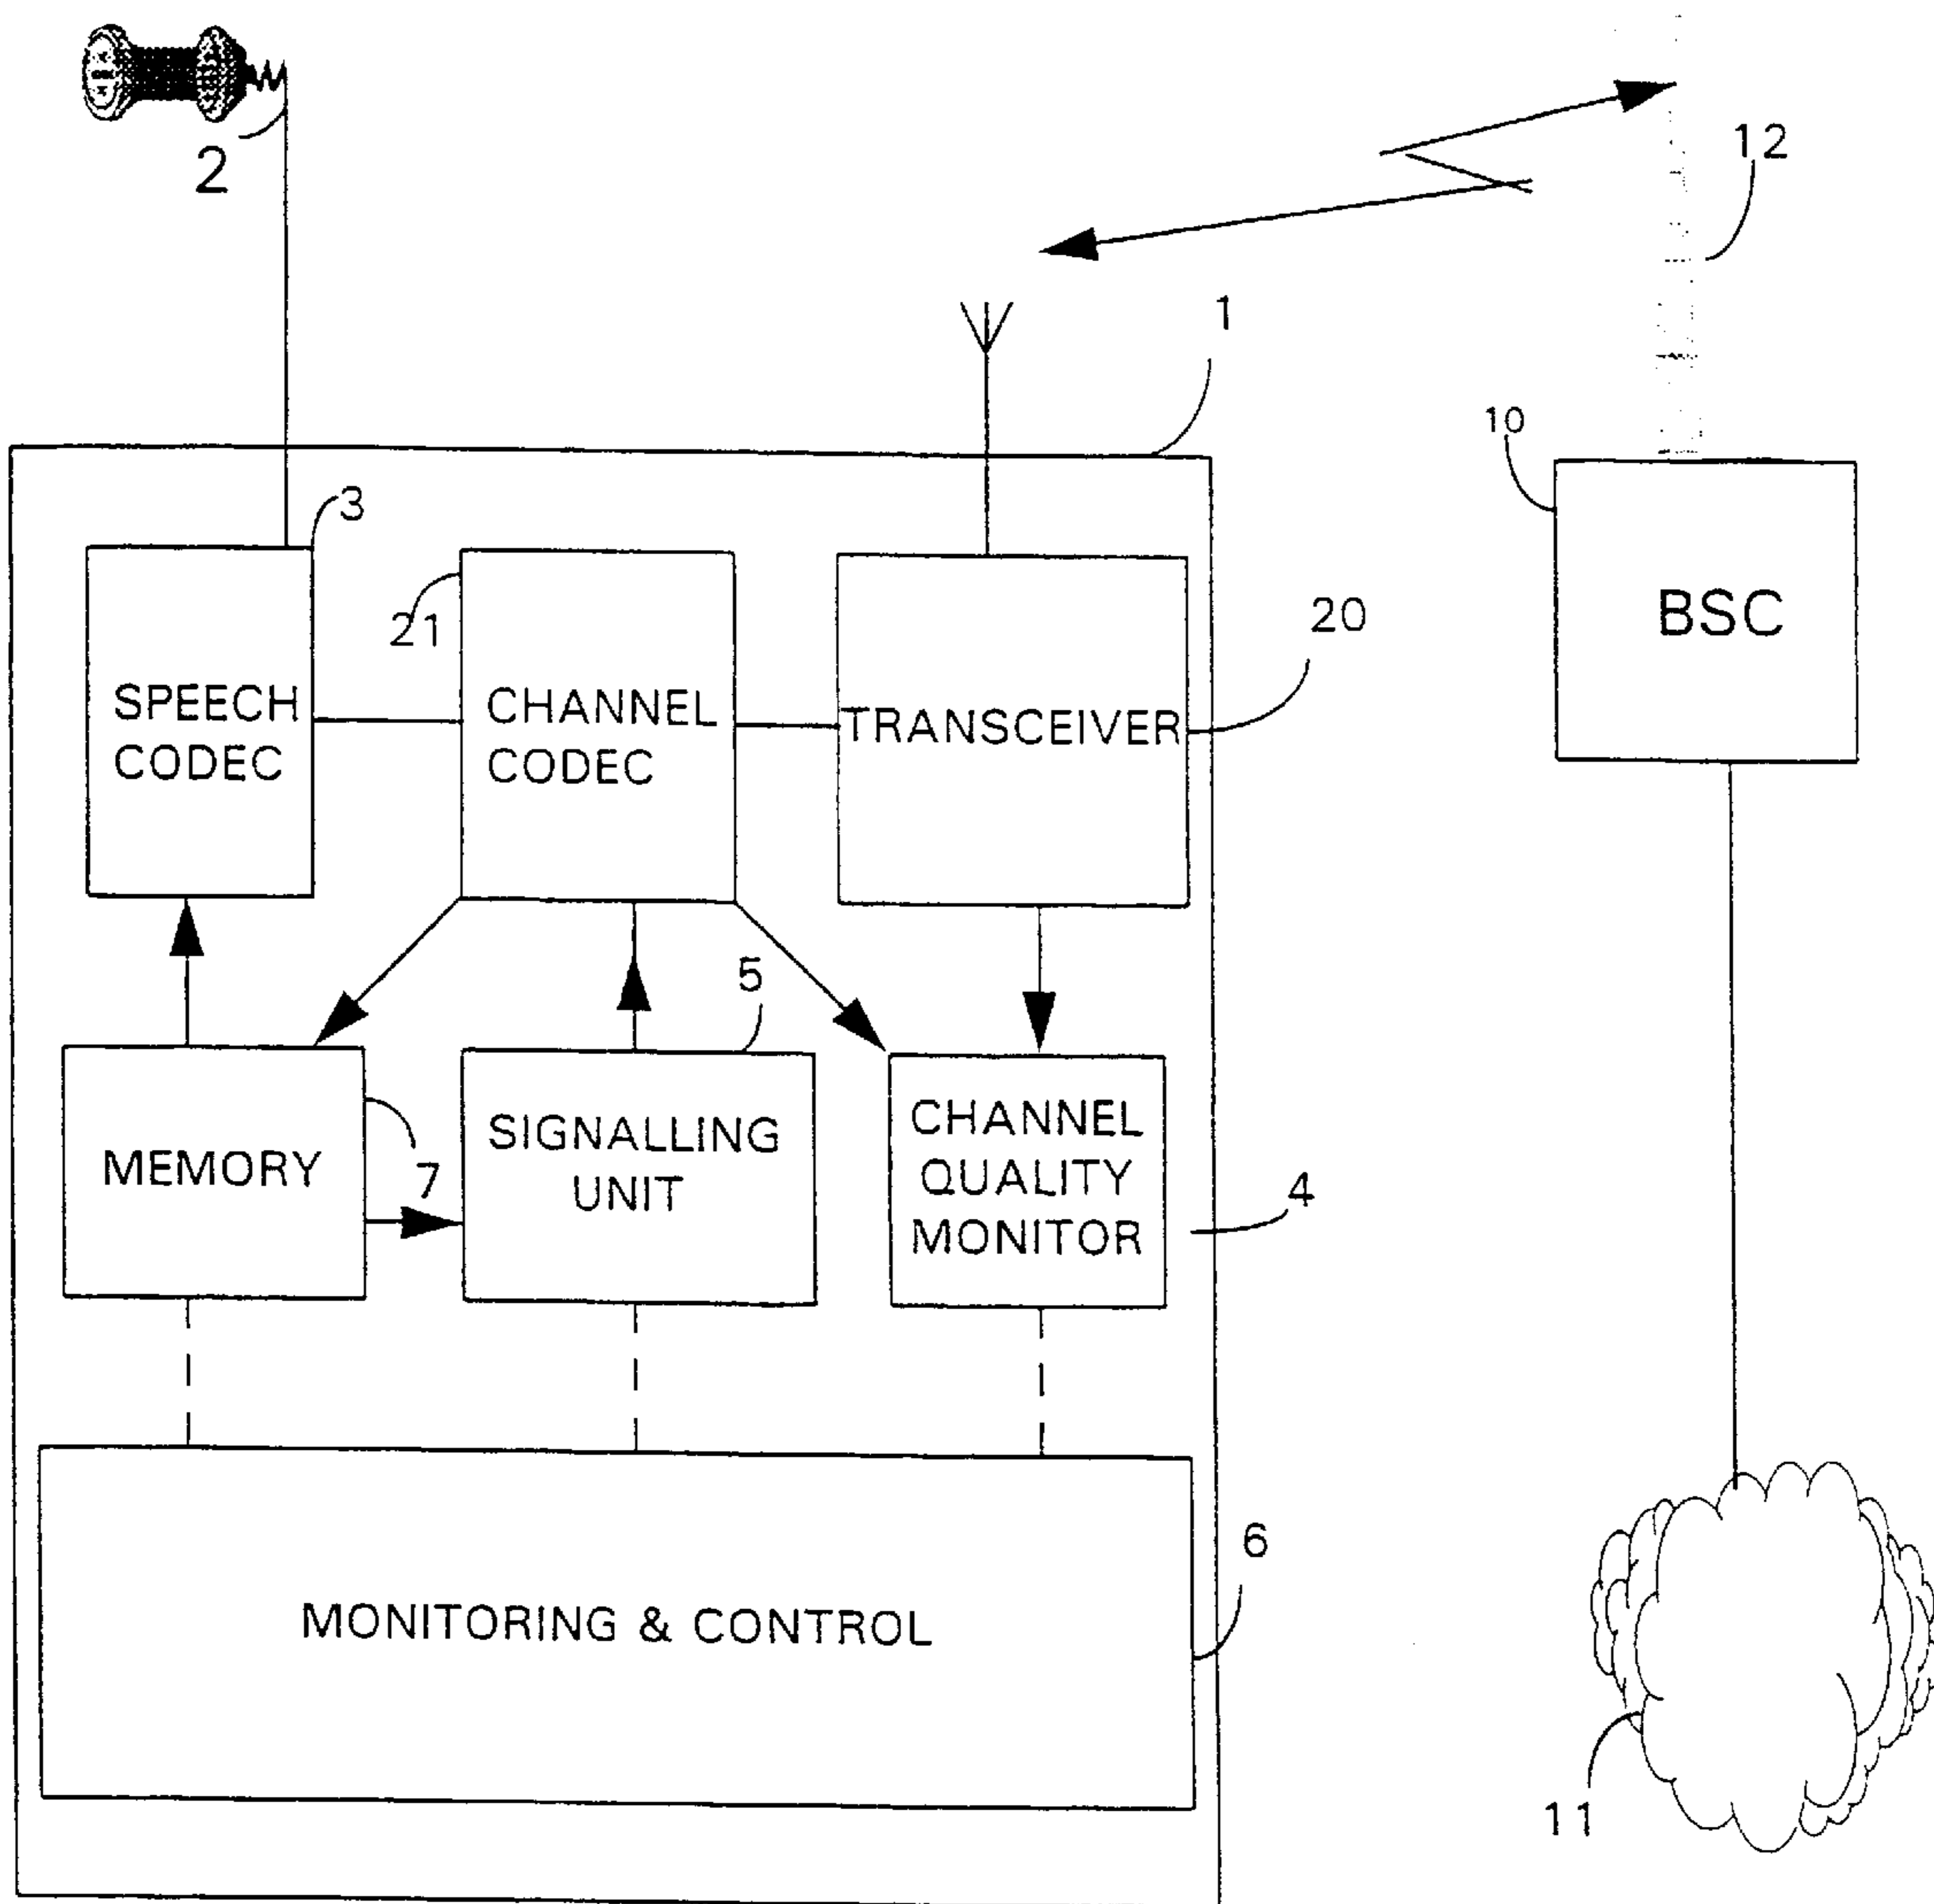 2
12
1
10
3
21
20
BSC
SPEECH
CODEC
CHANNEL
CODEC
TRANSCEIVER
5
MEMORY
7
SIGNALLING
UNIT
CHANNEL
QUALITY
MONITOR
4
6
MONITORING & CONTROL
11